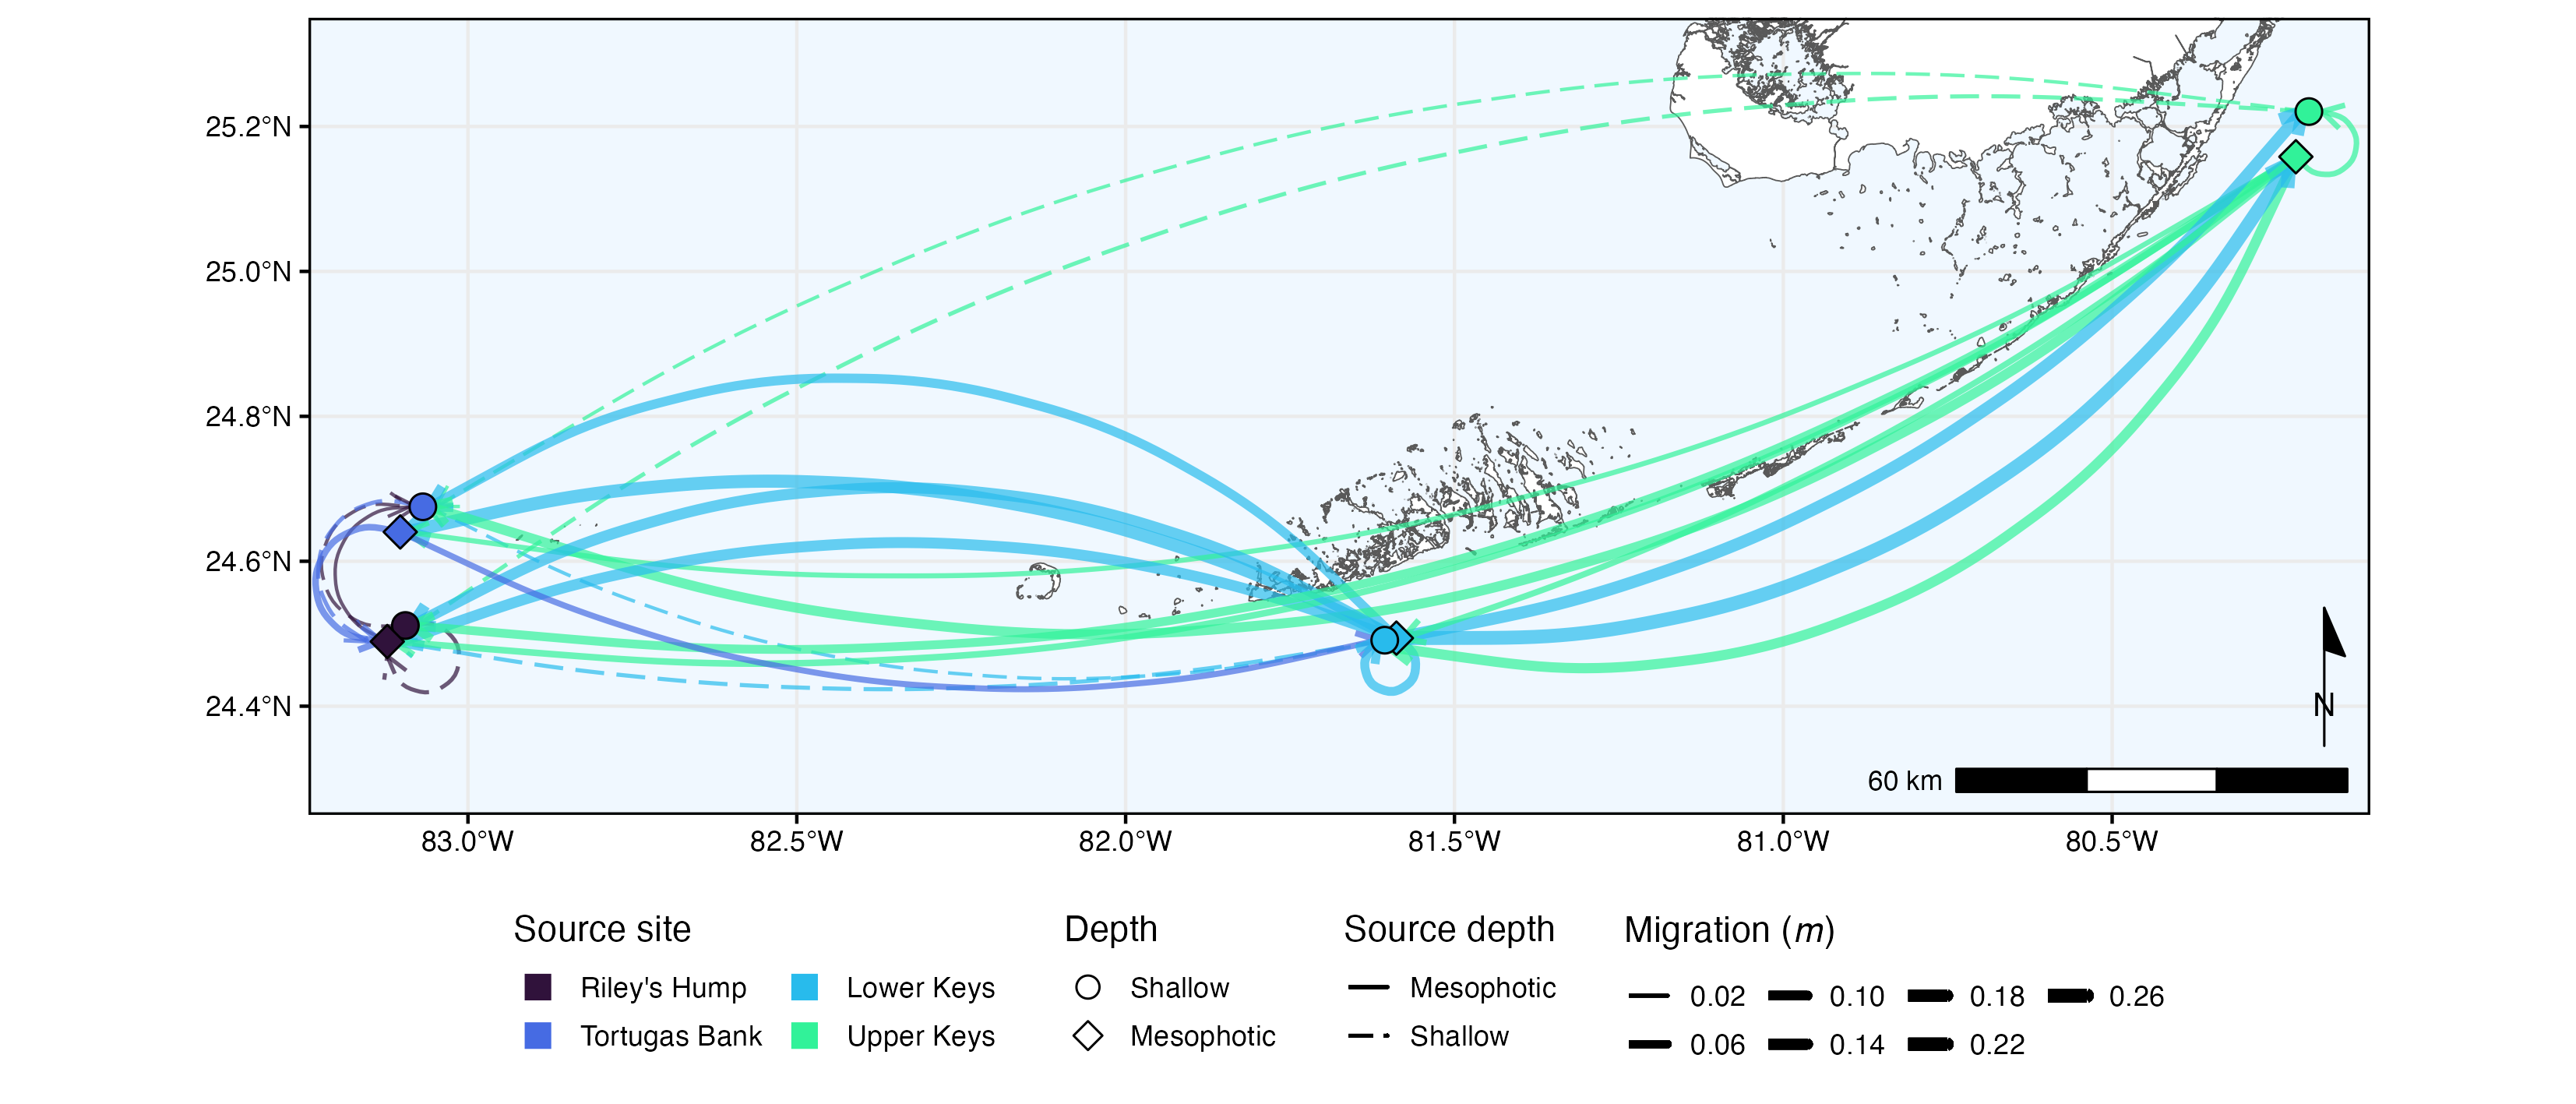 25.2°N
25.0°N
24.8°N
24.6°N
24.4°N
N
60 km
83.0°W 82.5°W 82.0°W 81.5°W 81.0°W 80.5°W
Source site Depth Source depth Migration (m)
Riley's Hump Lower Keys Shallow Mesophotic 0.02 0.10 0.18 0.26
Tortugas Bank Upper Keys Mesophotic Shallow 0.06 0.14 0.22